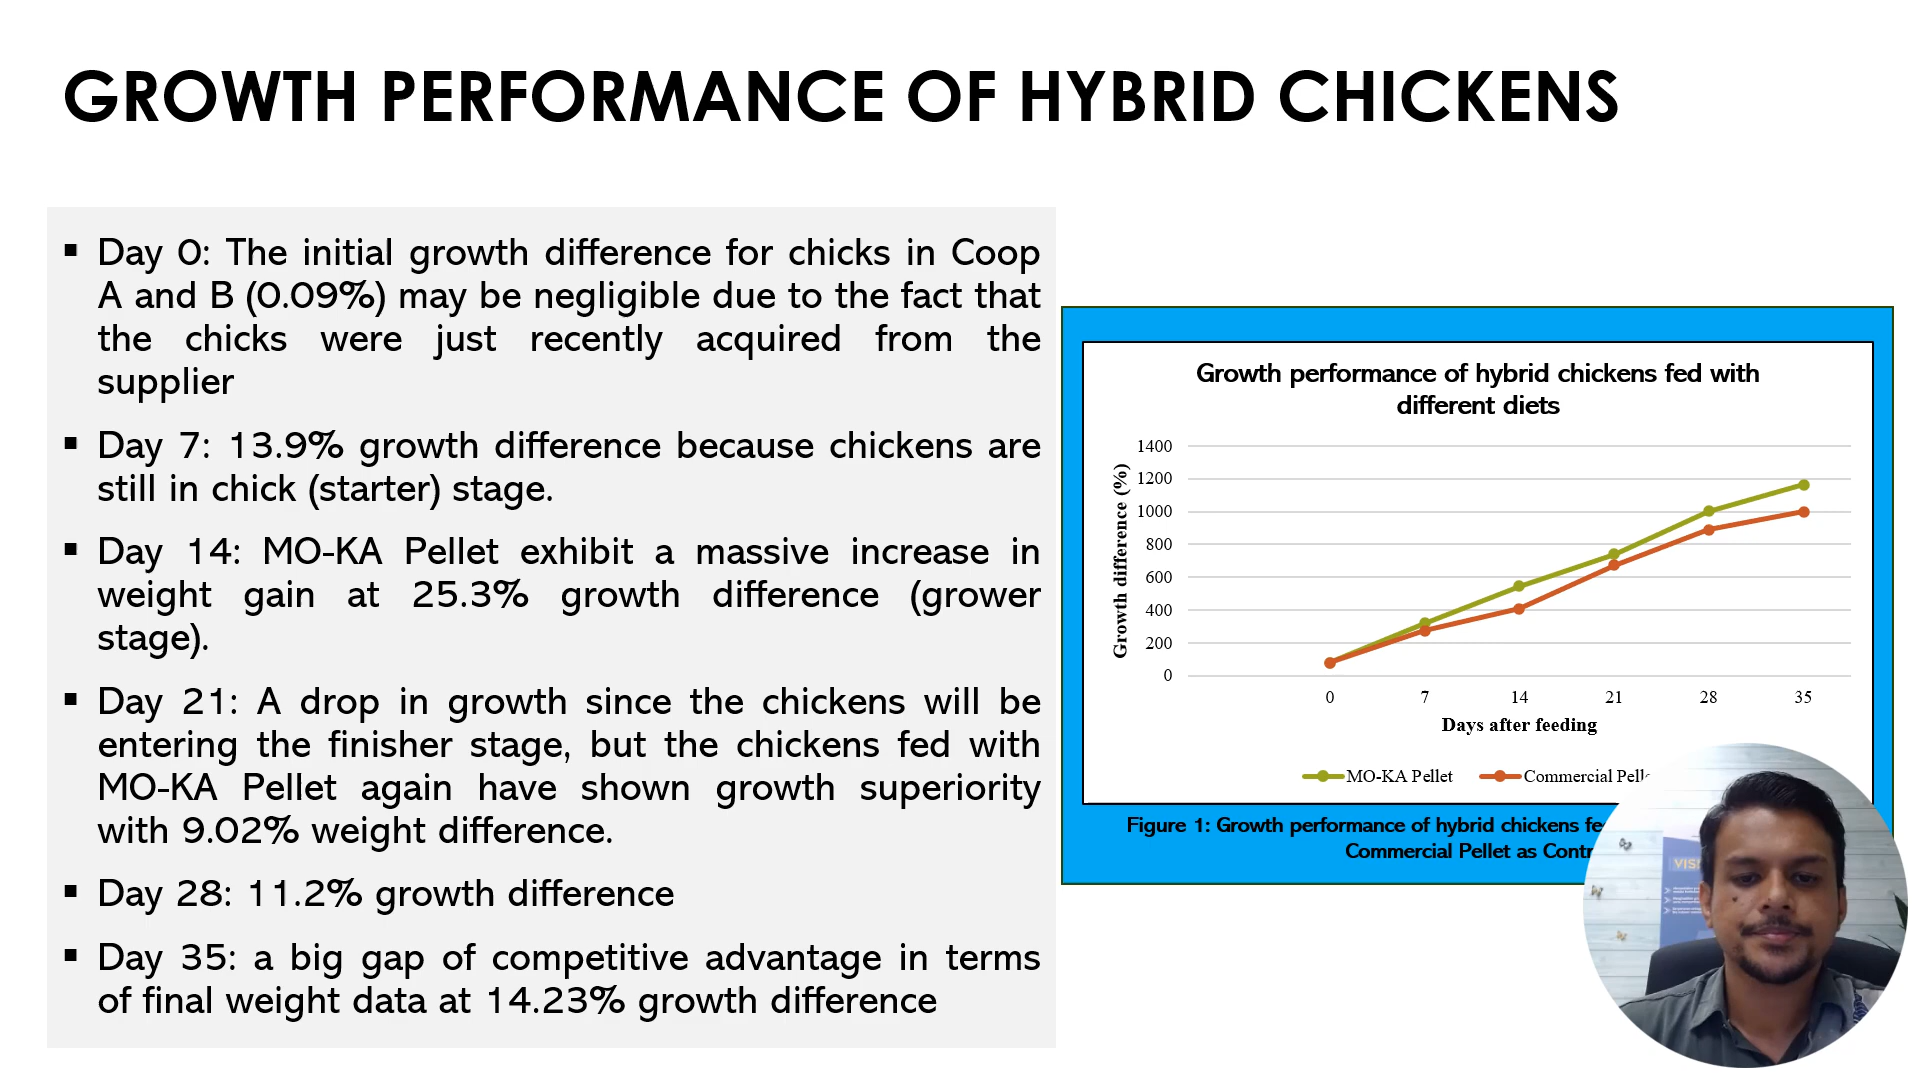 GROWTH PERFORMANCE OF HYBRID CHICKENS
▪ Day 0: The initial growth difference for chicks in Coop
A and B (0.09%) may be negligible due to the fact that
the chicks were just recently acquired from the
supplier
▪ Day 7: 13.9% growth difference because chickens are
still in chick (starter) stage.
▪ Day 14: MO-KA Pellet exhibit a massive increase in
weight gain at 25.3% growth difference (grower
stage).
▪ Day 21: A drop in growth since the chickens will be
entering the finisher stage, but the chickens fed with
MO-KA Pellet again have shown growth superiority
with 9.02% weight difference.
▪ Day 28: 11.2% growth difference
▪ Day 35: a big gap of competitive advantage in terms
of final weight data at 14.23% growth difference
Growth performance of hybrid chickens fed with
different diets
Growth difference (%)
1400
1200
1000
800
600
400
200
0
0 7 14 21 28 35
Days after feeding
MO-KA Pellet Commercial
Figure 1: Growth performance of hybrid chickens
Commercial Pellet as